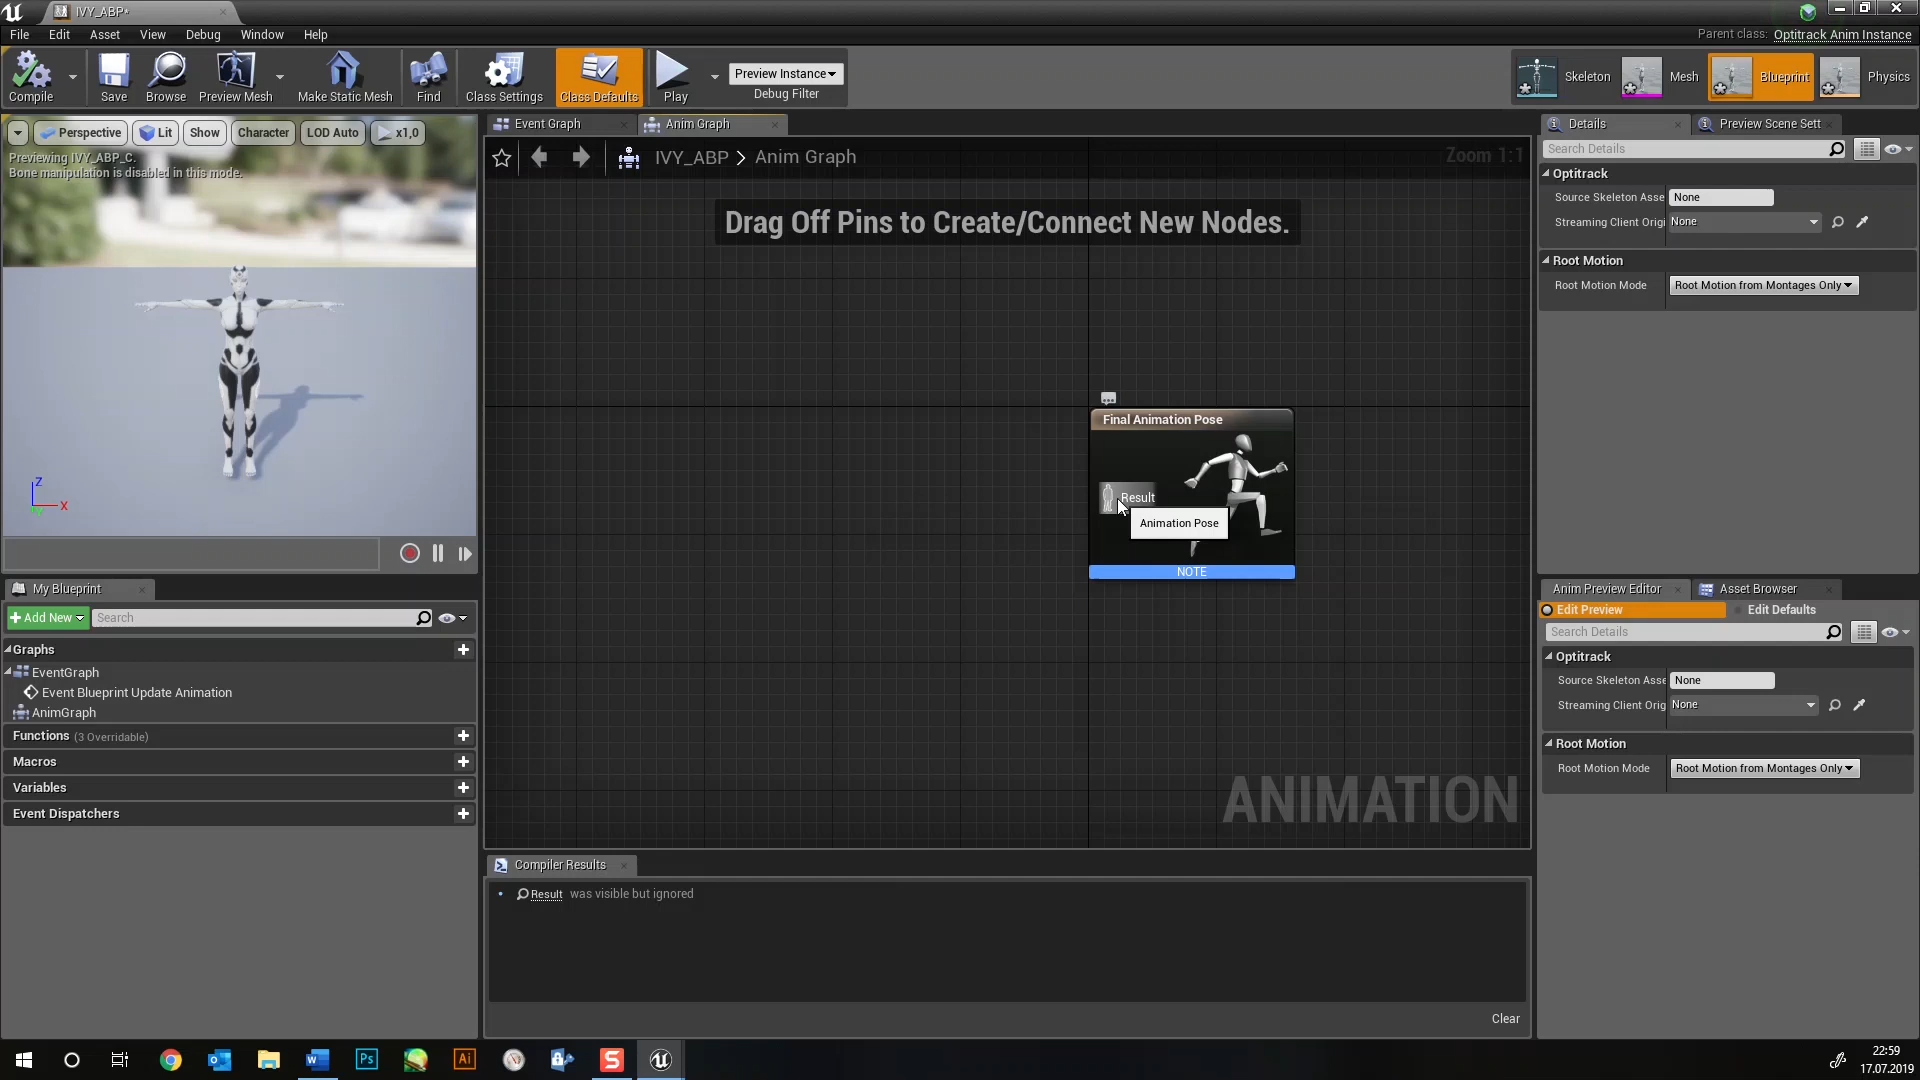 IVY_ABP*
File Edit Asset View Debug Window Help
Parent class: Optitrack Anim Instance
Compile
Save
Browse
Preview Mesh
Make Static Mesh
Find
Class Settings
Class Defaults
Play
Preview Instance
Debug Filter
Skeleton
Mesh
Blueprint
Physics
Perspective
Lit
Show
Character
LOD Auto
x1,0
Previewing IVY_ABP_C.
Bone manipulation is disabled in this mode.
Z
X
Event Graph
Anim Graph
IVY_ABP > Anim Graph
Zoom 1:1
Drag Off Pins to Create/Connect New Nodes.
Final Animation Pose
Result
Animation Pose
NOTE
ANIMATION
My Blueprint
Add New
Search
Graphs
EventGraph
Event Blueprint Update Animation
AnimGraph
Functions (3 Overridable)
Macros
Variables
Event Dispatchers
Compiler Results
Result was visible but ignored
Clear
Details
Preview Scene Sett
Search Details
Optitrack
Source Skeleton Asse None
Streaming Client Origi None
Root Motion
Root Motion Mode Root Motion from Montages Only
Anim Preview Editor
Asset Browser
Edit Preview
Edit Defaults
Search Details
Optitrack
Source Skeleton Asse None
Streaming Client Orig None
Root Motion
Root Motion Mode Root Motion from Montages Only
Ps
Ai
S
22:59
17.07.2019